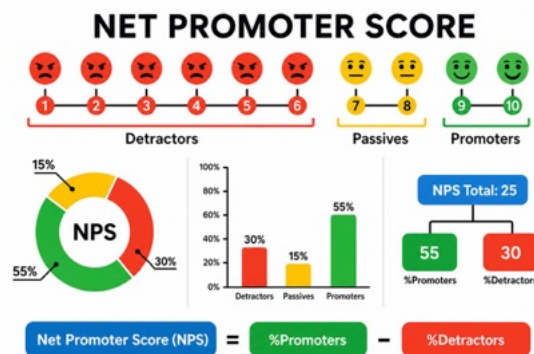 NET PROMOTER SCORE
1 2 3 4 5 6 7 8 9 10
Detractors Passives Promoters
15%
55%
30%
NPS
100%
80%
60%
40%
20%
0%
30%
15%
55%
Detractors Passives Promoters
NPS Total: 25
55 30
%Promoters %Detractors
Net Promoter Score (NPS) = %Promoters - %Detractors